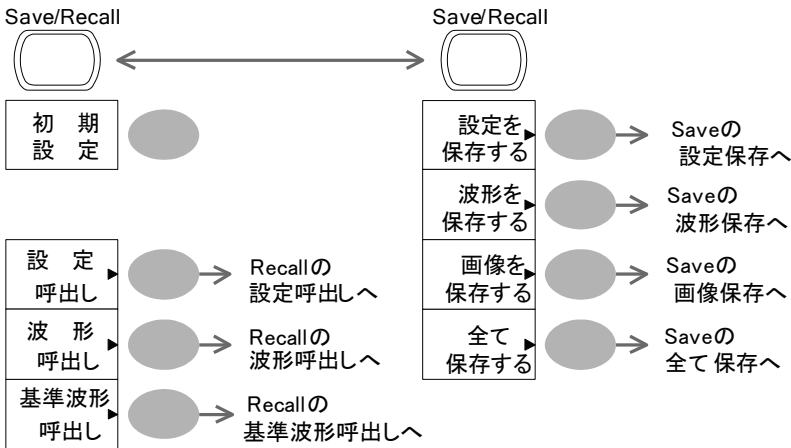 Save/Recall
初 期
設 定
設 定
呼出し
Recallの
設定呼出しへ
波 形
呼出し
Recallの
波形呼出しへ
基準波形
呼出し
Recallの
基準波形呼出しへ
Save/Recall
設定を
保存する
Saveの
設定保存へ
波形を
保存する
Saveの
波形保存へ
画像を
保存する
Saveの
画像保存へ
全て
保存する
Saveの
全て保存へ